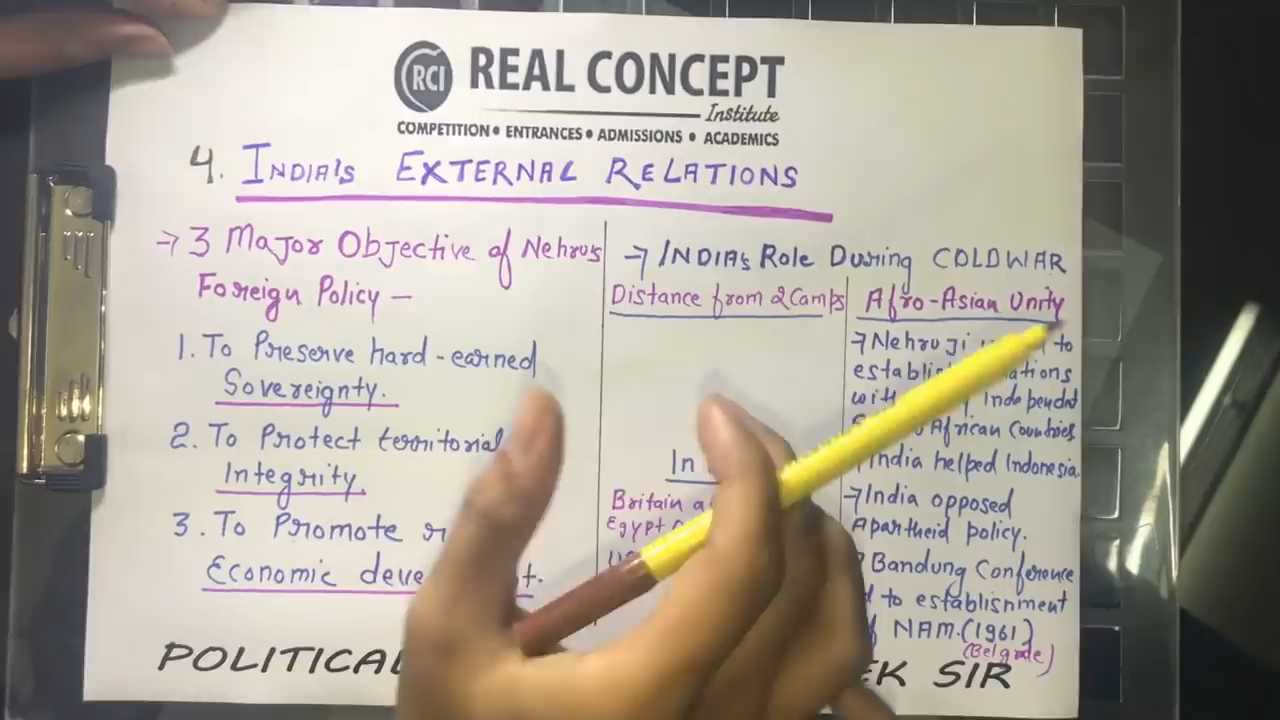 RCI REAL CONCEPT
Institute
COMPETITION • ENTRANCES • ADMISSIONS • ACADEMICS
4. INDIA'S EXTERNAL RELATIONS
→ 3 Major Objective of Nehru's
Foreign Policy —
1. To Preserve hard-earned
Sovereignty.
2. To Protect territorial
Integrity
3. To Promote
Economic
→ INDIA's Role During COLDWAR
Distance from 2 Camps
In
Britain
Egypt
Afro-Asian Unity
→ Nehru ji to
with Independent
African Countries
India helped Indonesia.
→ India opposed
Apartheid policy.
Bandung Conference
to establishment
NAM. (1961)
(Belgrade)
POLITICAL SIR